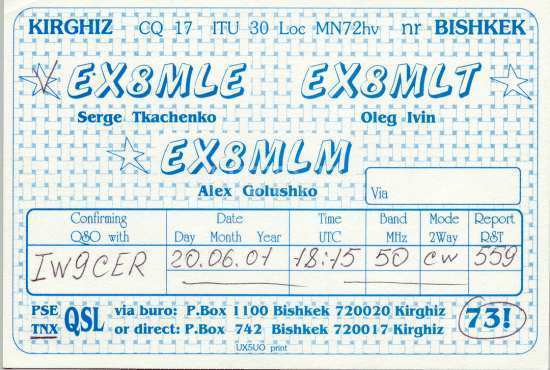 KIRGHIZ CQ 17 ITU 30 Loc MN72hv nr BISHKEK
EX8MLE EX8MLT
Serge Tkachenko Oleg Ivin
EX8MLM
Alex Golushko
Via
Confirming Date Time Band Mode Report
QSO with Day Month Year UTC MHz 2Way RST
IW9CER 20.06.01 18:15 50 CW 559
PSE QSL via buro: P.Box 1100 Bishkek 720020 Kirghiz 73!
TNX or direct: P.Box 742 Bishkek 720017 Kirghiz
UX5UO print